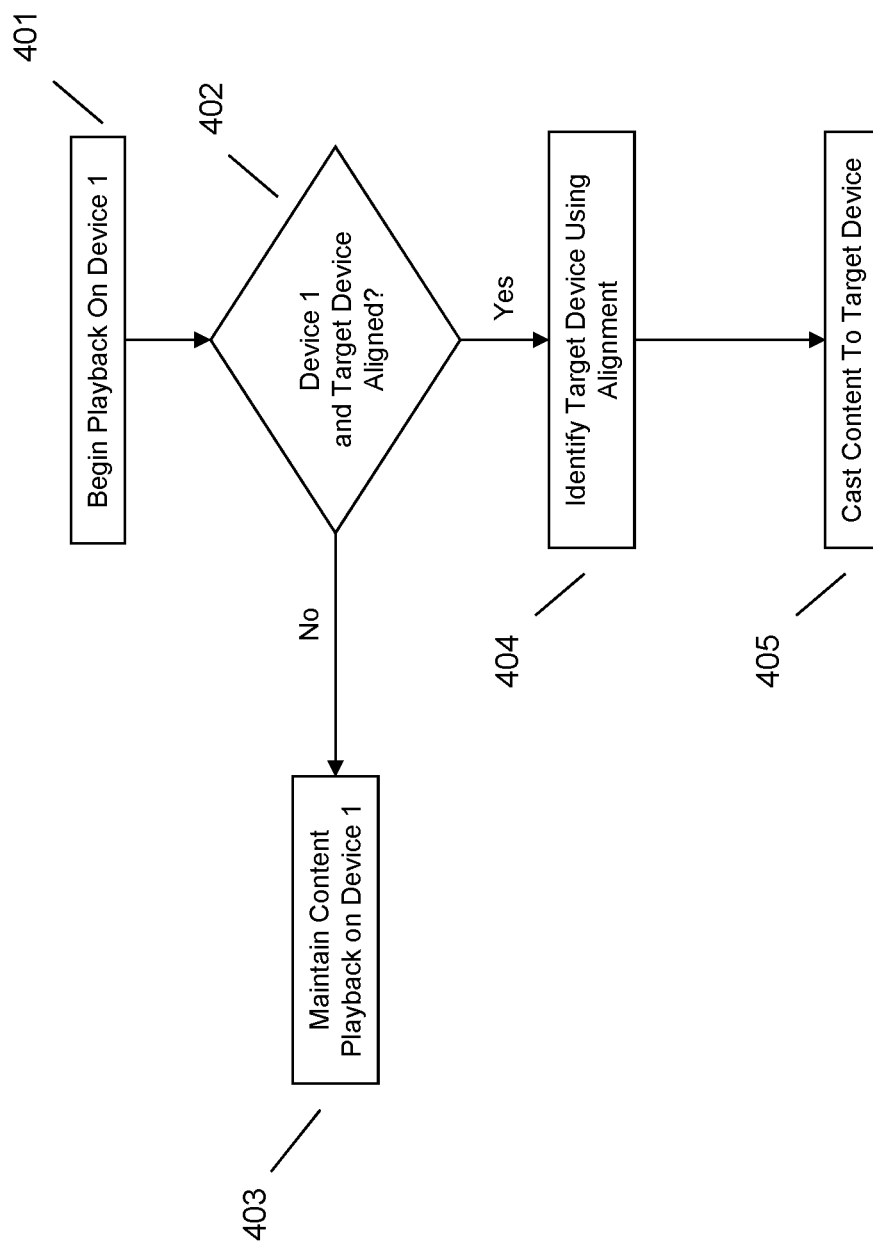 401
Begin Playback On Device 1
402
Device 1
and Target Device
Aligned?
No
Yes
403
Maintain Content
Playback on Device 1
404
Identify Target Device Using
Alignment
405
Cast Content To Target Device